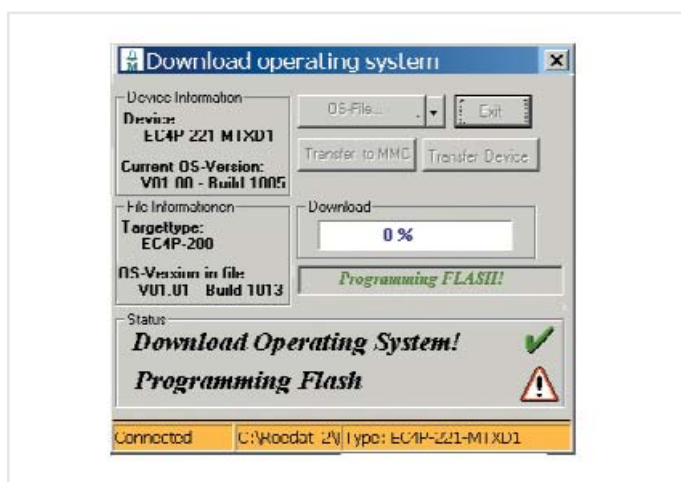 Download operating system
Device Information
Device:
EC4P 221 MTXD1
Current OS-Version:
V01.00 - Build 1005
OS-File...
Exit
Transfer to MMC
Transfer Device
File Informationen
Targettype:
EC4P-200
OS-Version in file
V01.01 Build 1013
Download
0 %
Programming FLASH!
Status
Download Operating System!
Programming Flash
Connected
Type: EC4P-221-MTXD1